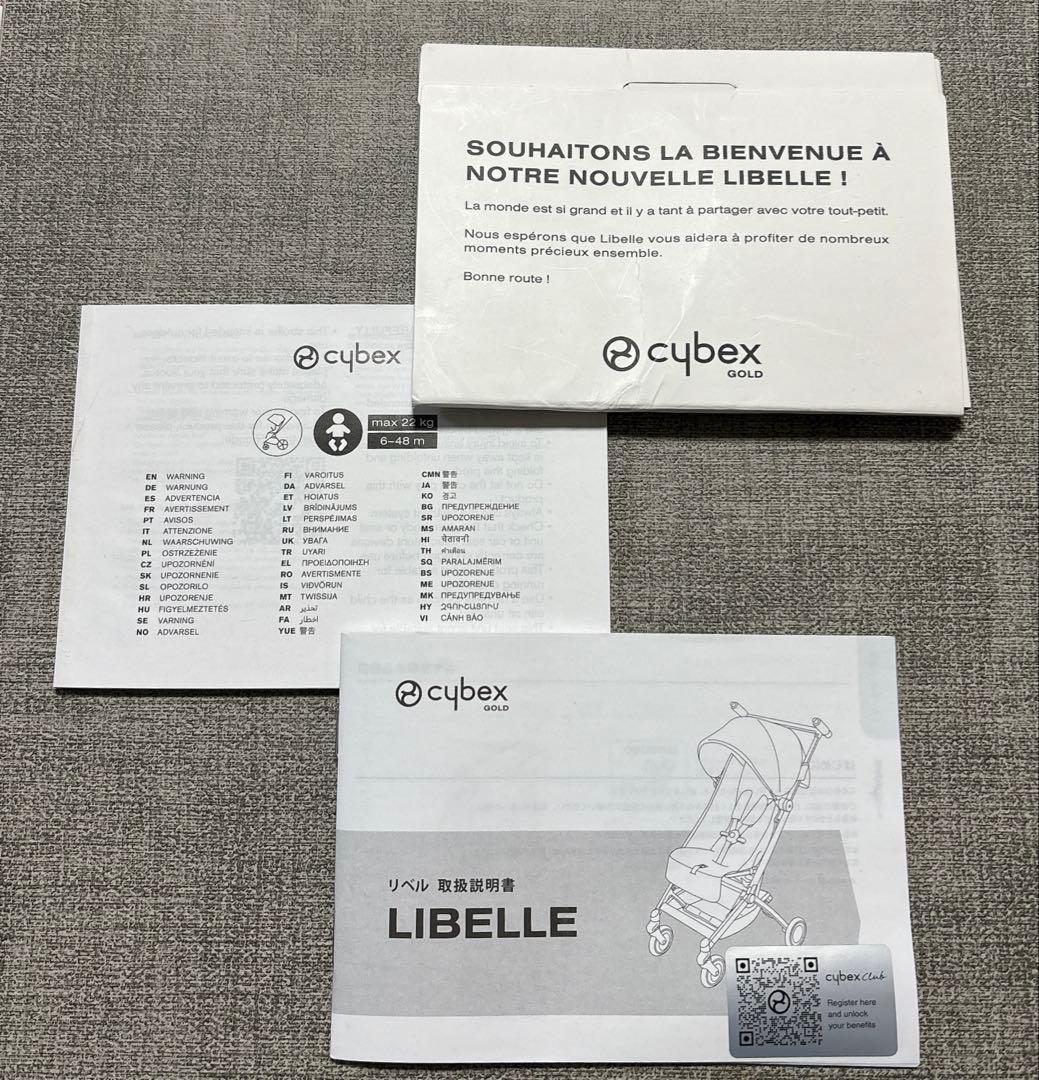 SOUHAITONS LA BIENVENUE À
NOTRE NOUVELLE LIBELLE !
La monde est si grand et il y a tant à partager avec votre tout-petit.
Nous espérons que Libelle vous aidera à profiter de nombreux
moments précieux ensemble.
Bonne route !
cybex
GOLD
cybex
max 22 kg
6–48 m
EN WARNING
DE WARNUNG
ES ADVERTENCIA
FR AVERTISSEMENT
PT AVISOS
IT ATTENZIONE
NL WAARSCHUWING
PL OSTRZEŻENIE
CZ UPOZORNĚNÍ
SK UPOZORNENIE
SL OPOZORILO
HR UPOZORENJE
HU FIGYELMEZTETÉS
SE VARNING
NO ADVARSEL
FI VAROITUS
DA ADVARSEL
ET HOIATUS
LV BRĪDINĀJUMS
LT PERSPĖJIMAS
RU ВНИМАНИЕ
UK УВАГА
TR UYARI
EL ΠΡΟΕΙΔΟΠΟΙΗΣΗ
RO AVERTISMENTE
IS VIÐVÖRUN
MT TWISSIJA
AR تحذير
FA اخطار
YUE 警告
CMN 警告
JA 警告
KO 경고
BG ПРЕДУПРЕЖДЕНИЕ
SR UPOZORENJE
MS AMARAN
HI चेतावनी
TH คำเตือน
SQ PARALAJMËRIM
BS UPOZORENJE
ME UPOZORENJE
MK ПРЕДУПРЕДУВАЊЕ
HY ԶԳՈՒՇԱՑՈՒՄ
VI CẢNH BÁO
cybex
GOLD
リベル 取扱説明書
LIBELLE
cybex club
Register here
and unlock
your benefits